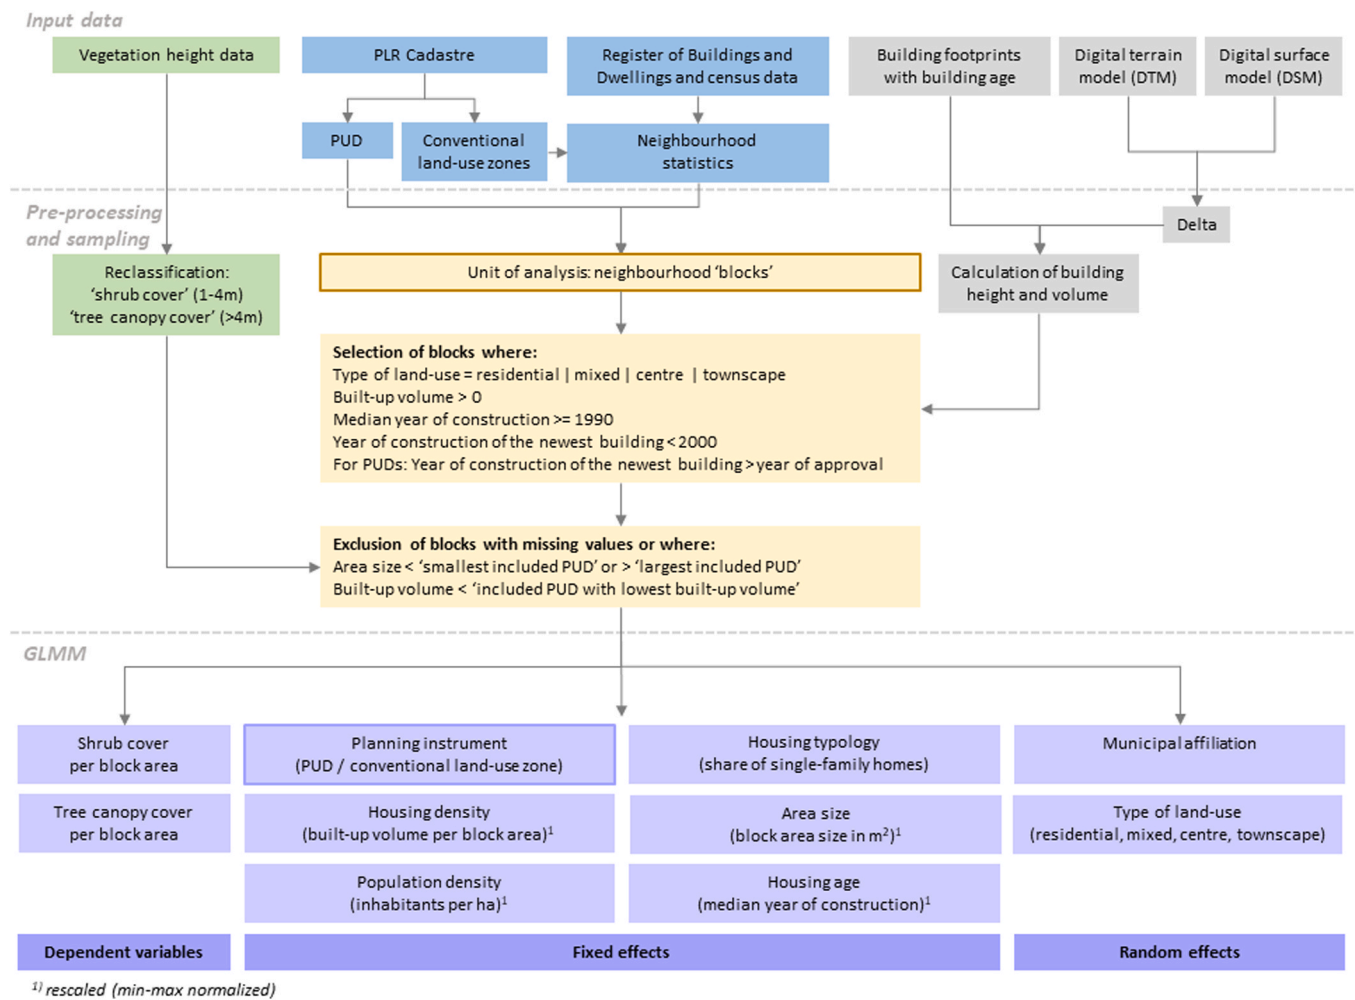 Input data
Vegetation height data
PLR Cadastre
Register of Buildings and
Dwellings and census data
Building footprints
with building age
Digital terrain
model (DTM)
Digital surface
model (DSM)
PUD
Conventional
land-use zones
Neighbourhood
statistics
Pre-processing
and sampling
Delta
Reclassification:
‘shrub cover’ (1-4m)
‘tree canopy cover’ (>4m)
Unit of analysis: neighbourhood ‘blocks’
Calculation of building
height and volume
Selection of blocks where:
Type of land-use = residential | mixed | centre | townscape
Built-up volume > 0
Median year of construction >= 1990
Year of construction of the newest building < 2000
For PUDs: Year of construction of the newest building > year of approval
Exclusion of blocks with missing values or where:
Area size < ‘smallest included PUD’ or > ‘largest included PUD’
Built-up volume < ‘included PUD with lowest built-up volume’
GLMM
Shrub cover
per block area
Planning instrument
(PUD / conventional land-use zone)
Housing typology
(share of single-family homes)
Municipal affiliation
Tree canopy cover
per block area
Housing density
(built-up volume per block area)¹
Area size
(block area size in m²)¹
Type of land-use
(residential, mixed, centre, townscape)
Population density
(inhabitants per ha)¹
Housing age
(median year of construction)¹
Dependent variables
Fixed effects
Random effects
¹⁾ rescaled (min-max normalized)